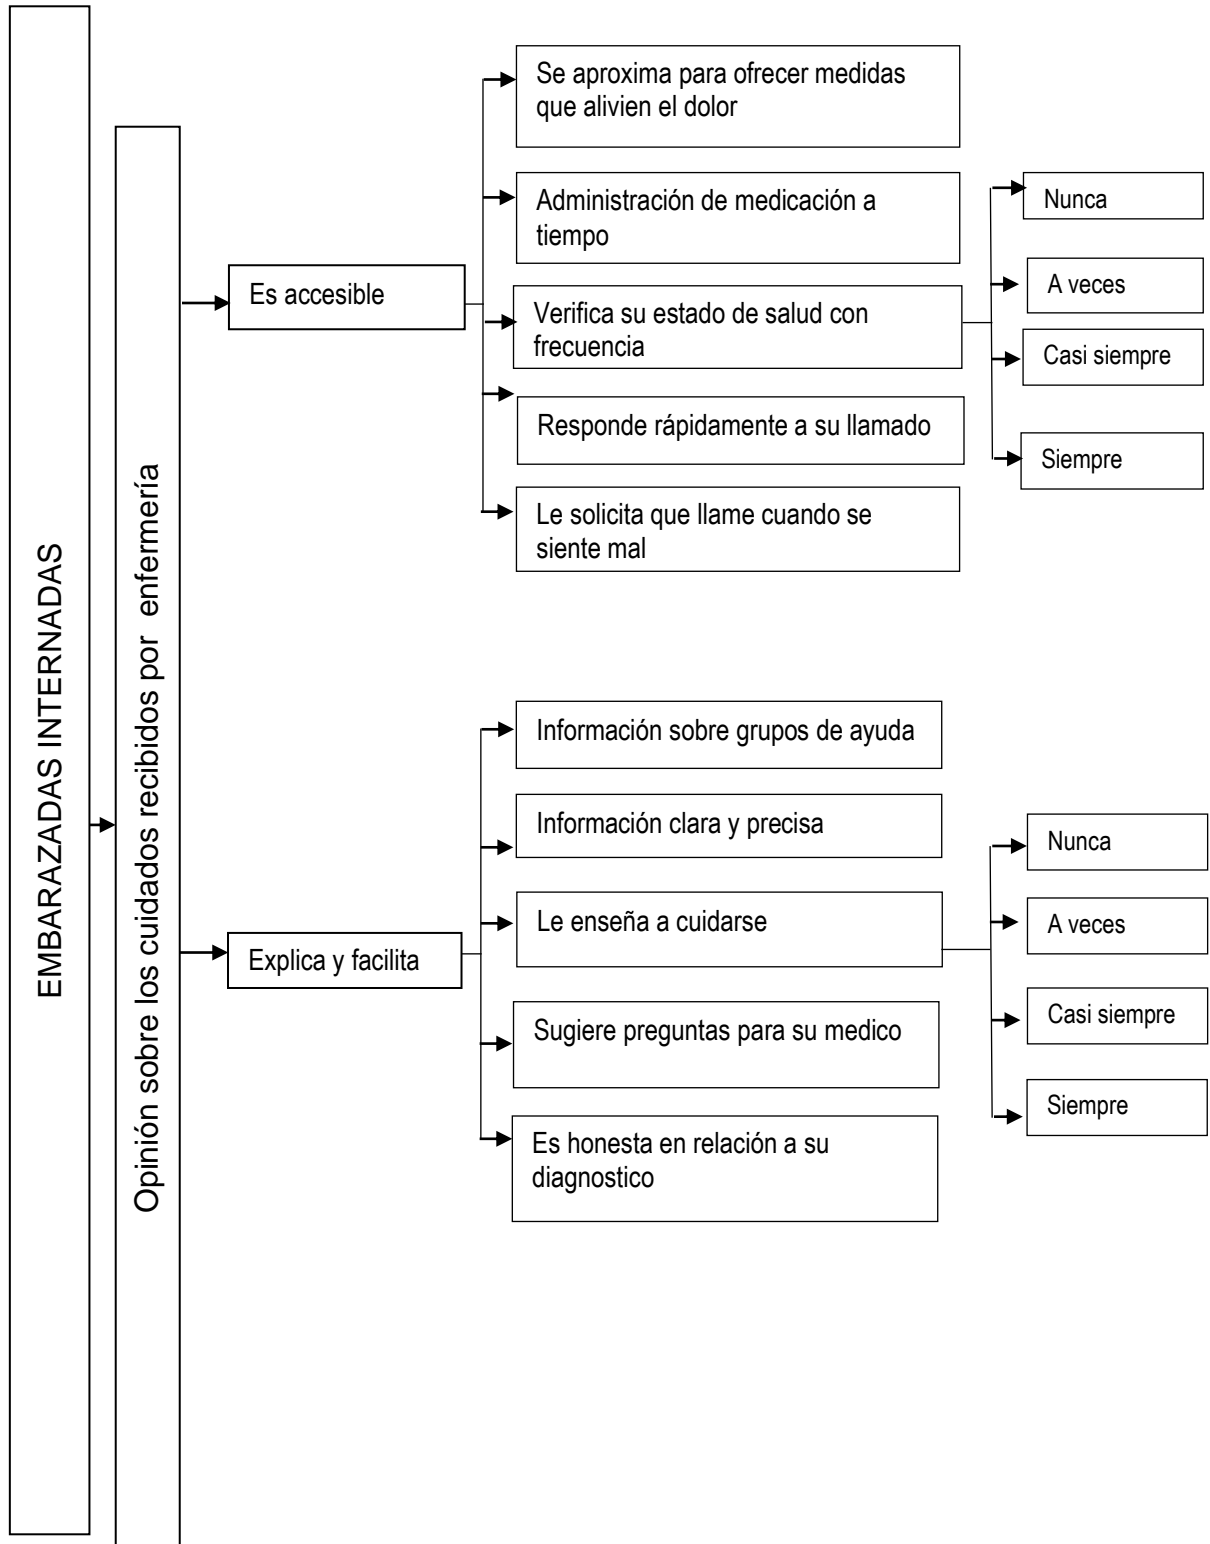 EMBARAZADAS INTERNADAS
Opinión sobre los cuidados recibidos por enfermería
Es accesible
Se aproxima para ofrecer medidas
que alivien el dolor
Administración de medicación a
tiempo
Verifica su estado de salud con
frecuencia
Responde rápidamente a su llamado
Le solicita que llame cuando se
siente mal
Nunca
A veces
Casi siempre
Siempre
Explica y facilita
Información sobre grupos de ayuda
Información clara y precisa
Le enseña a cuidarse
Sugiere preguntas para su medico
Es honesta en relación a su
diagnostico
Nunca
A veces
Casi siempre
Siempre